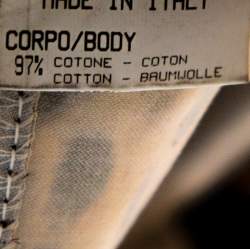 MADE IN ITALY
CORPO/BODY
97% COTONE - COTON
COTTON - BAUMWOLLE